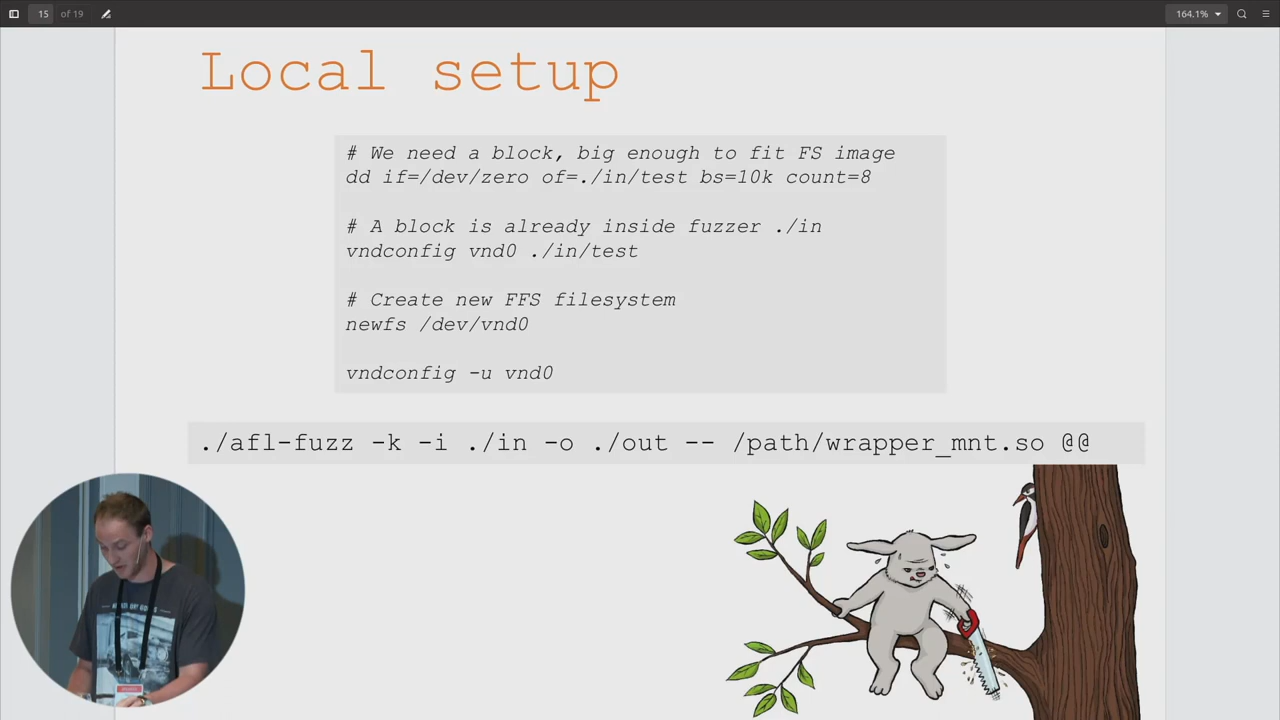 15 of 19
164.1%
Local setup
# We need a block, big enough to fit FS image
dd if=/dev/zero of=./in/test bs=10k count=8
# A block is already inside fuzzer ./in
vndconfig vnd0 ./in/test
# Create new FFS filesystem
newfs /dev/vnd0
vndconfig -u vnd0
./afl-fuzz -k -i ./in -o ./out -- /path/wrapper_mnt.so @@